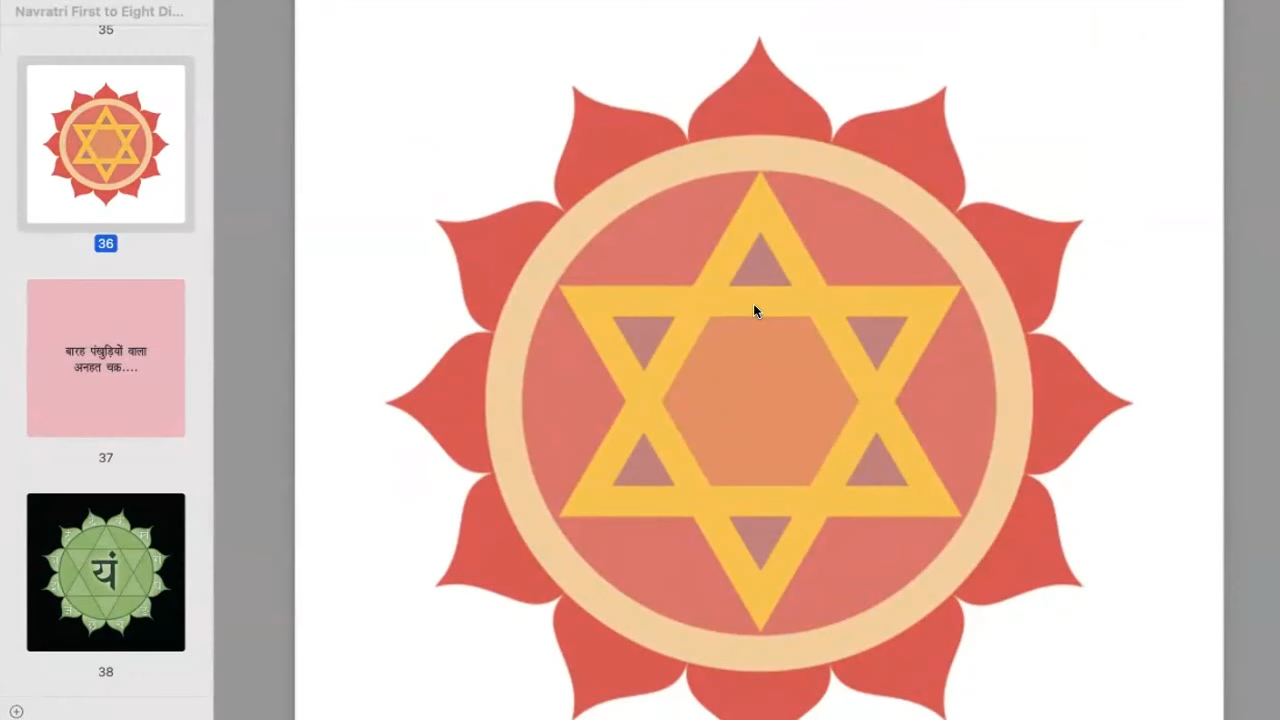 Navratri First to Eight Di...
35
36
बारह पंखुड़ियों वाला
अनहत चक्र....
37
यं
38